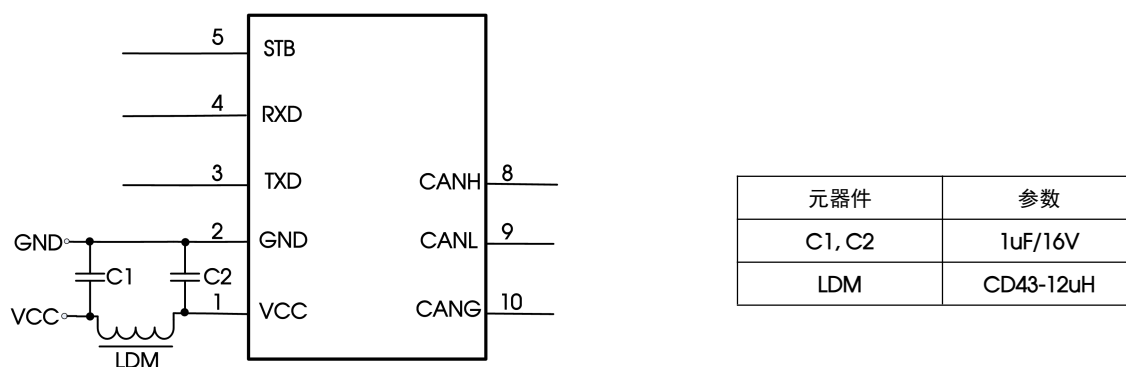 5
STB
4
RXD
3
TXD
CANH
8
GND
2
GND
CANL
9
C1
C2
VCC
1
VCC
CANG
10
LDM
元器件 参数
C1, C2 1uF/16V
LDM CD43-12uH